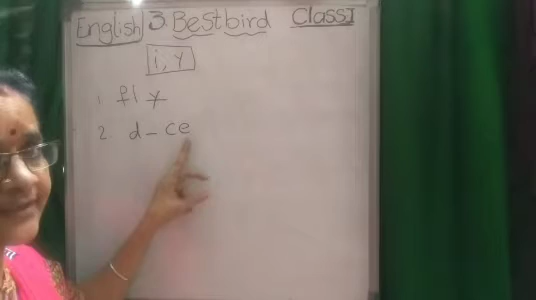 English 3. Best bird Class I
i, y
1. fly
2. d-ce